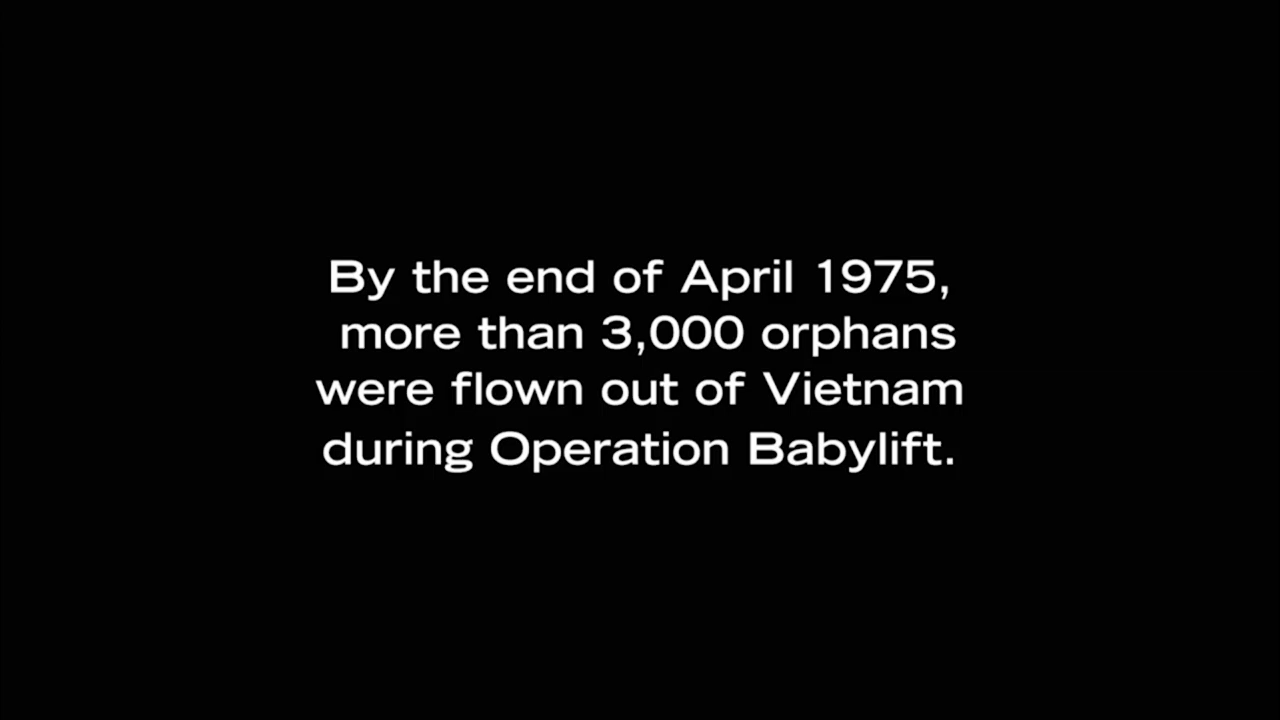 By the end of April 1975,
more than 3,000 orphans
were flown out of Vietnam
during Operation Babylift.